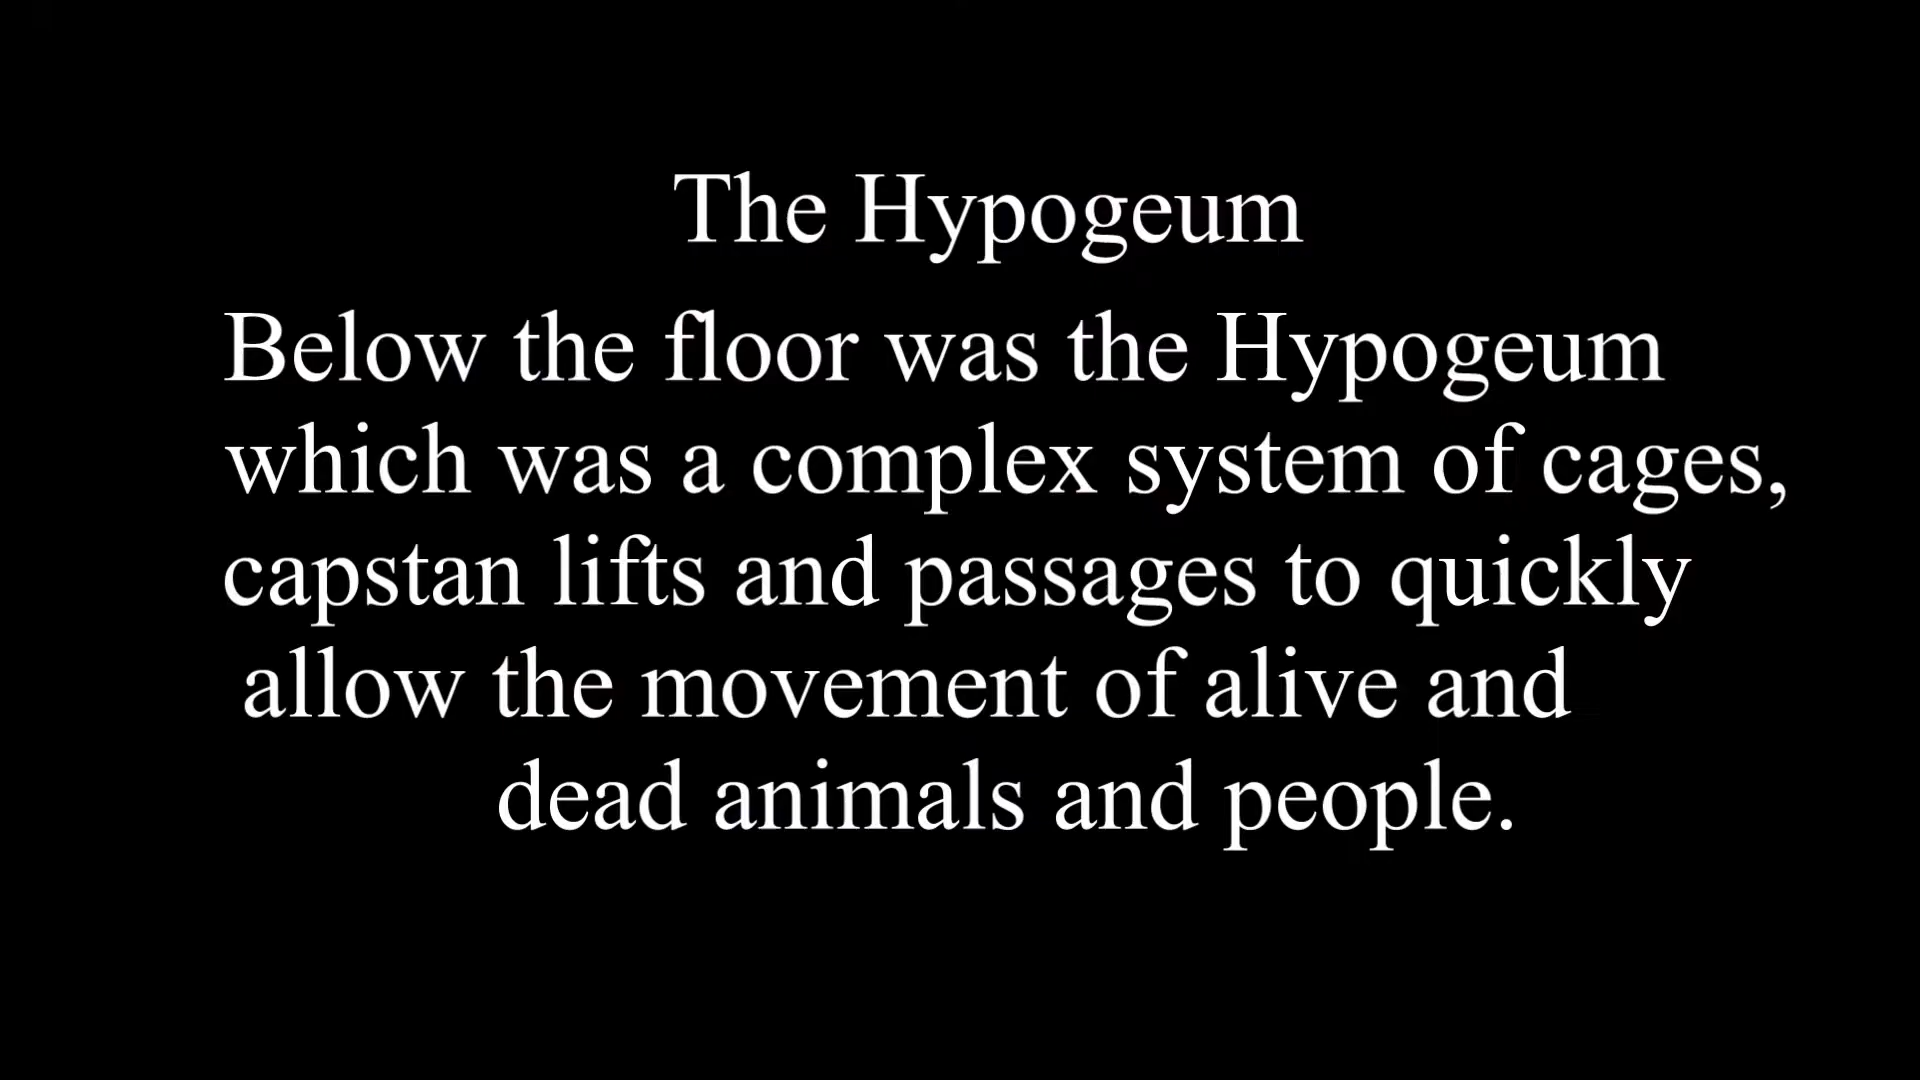 The Hypogeum
Below the floor was the Hypogeum
which was a complex system of cages,
capstan lifts and passages to quickly
allow the movement of alive and
dead animals and people.